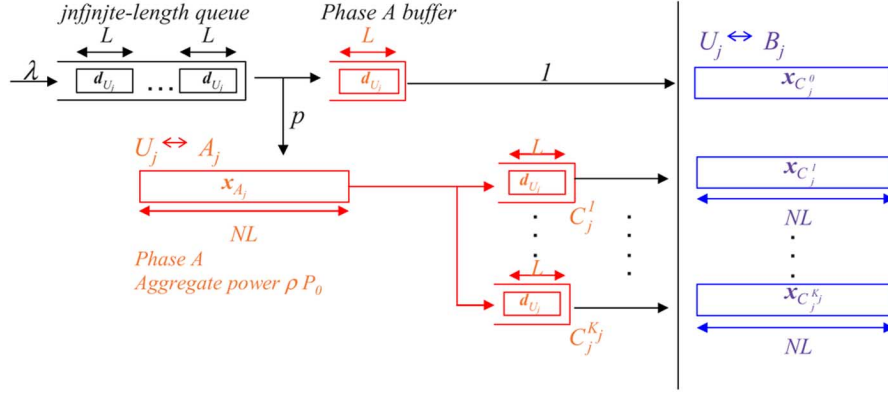 jnfjnjte-length queue
Phase A buffer
L
L
L
U_j ↔ B_j
λ
d_{U_j}
...
d_{U_j}
d_{U_j}
1
x_{C_j^0}
p
U_j ↔ A_j
L
x_{A_j}
d_{U_j}
x_{C_j^1}
NL
C_j^1
NL
Phase A
Aggregate power ρ P_0
L
d_{U_j}
x_{C_j^{K_j}}
C_j^{K_j}
NL